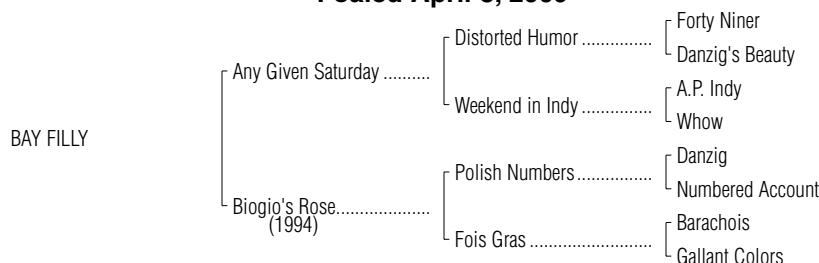 Foaled April
Forty Niner
Distorted Humor ...............
Danzig's Beauty
Any Given Saturday ..........
A.P. Indy
Weekend in Indy ...............
Whow
BAY FILLY
Danzig
Polish Numbers ................
Numbered Account
Biogio's Rose....................
(1994)
Barachois
Fois Gras ..........................
Gallant Colors